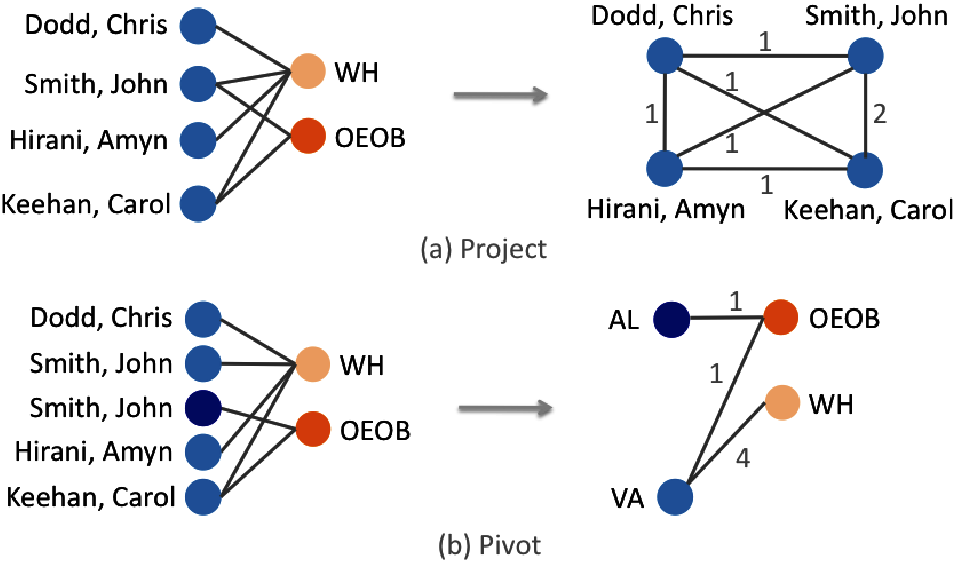 Dodd, Chris
Smith, John
Hirani, Amyn
Keehan, Carol
WH
OEOB
Dodd, Chris
Smith, John
1
1
1
2
1
1
Hirani, Amyn
Keehan, Carol
(a) Project
Dodd, Chris
Smith, John
Smith, John
Hirani, Amyn
Keehan, Carol
WH
OEOB
AL
1
OEOB
1
WH
4
VA
(b) Pivot